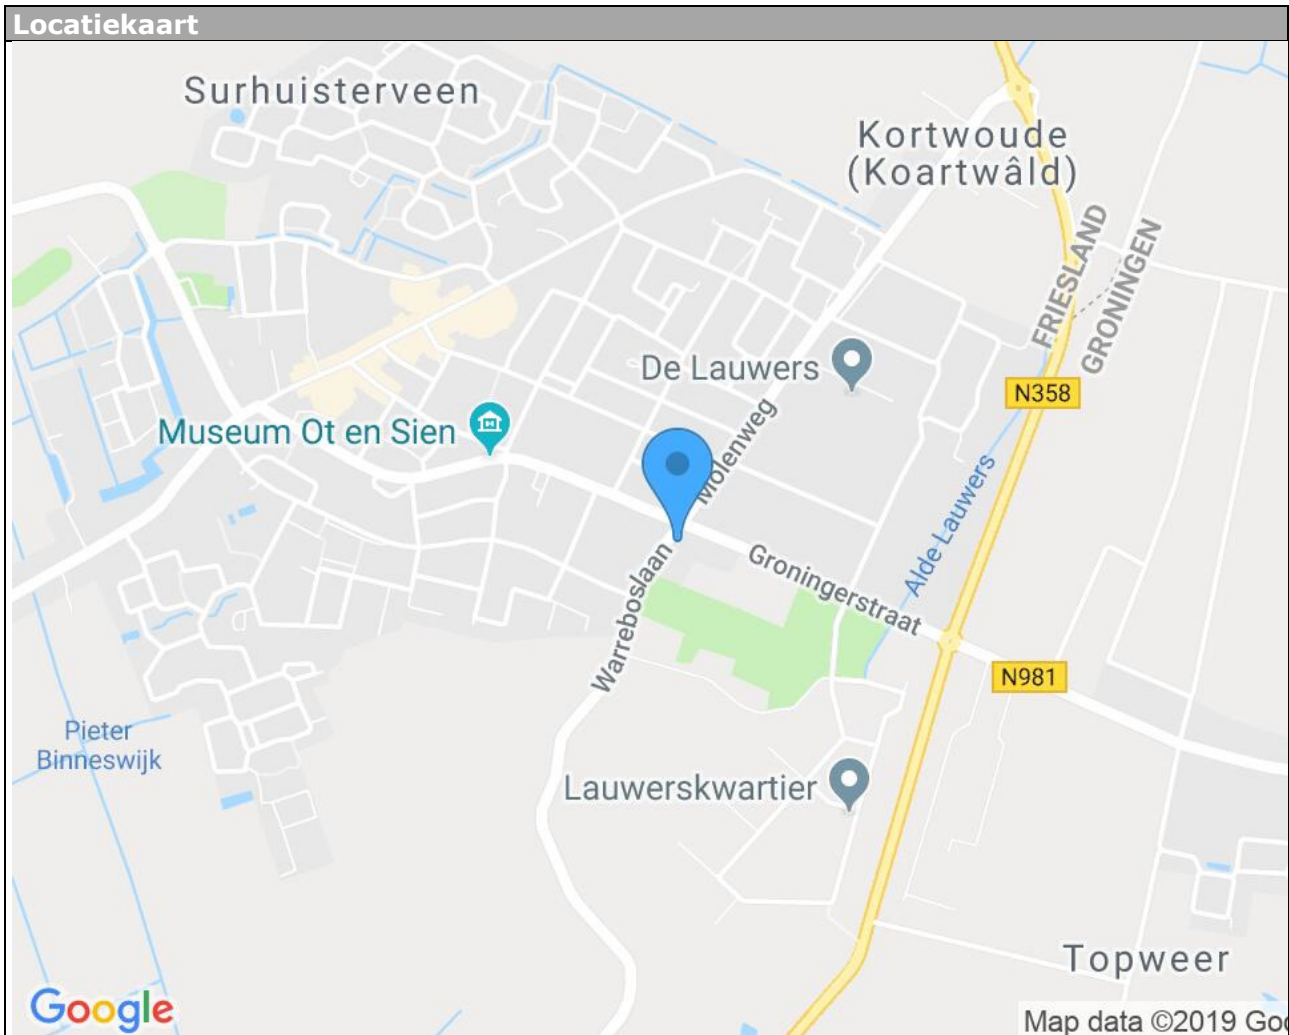 Locatiekaart
Surhuisterveen
Kortwoude
(Koartwâld)
FRIESLAND
GRONINGEN
De Lauwers
N358
Museum Ot en Sien
Molenweg
Alde Lauwers
Warreboslaan
Groningerstraat
N981
Pieter
Binneswijk
Lauwerskwartier
Topweer
Google
Map data ©2019 Goo